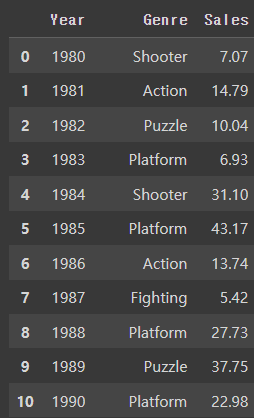 Year Genre Sales
0 1980 Shooter 7.07
1 1981 Action 14.79
2 1982 Puzzle 10.04
3 1983 Platform 6.93
4 1984 Shooter 31.10
5 1985 Platform 43.17
6 1986 Action 13.74
7 1987 Fighting 5.42
8 1988 Platform 27.73
9 1989 Puzzle 37.75
10 1990 Platform 22.98